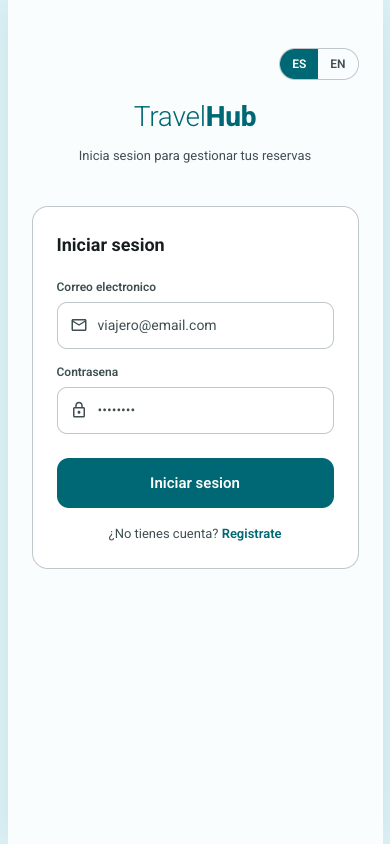 ES EN
TravelHub
Inicia sesion para gestionar tus reservas
Iniciar sesion
Correo electronico
viajero@email.com
Contrasena
••••••••
Iniciar sesion
¿No tienes cuenta? Registrate